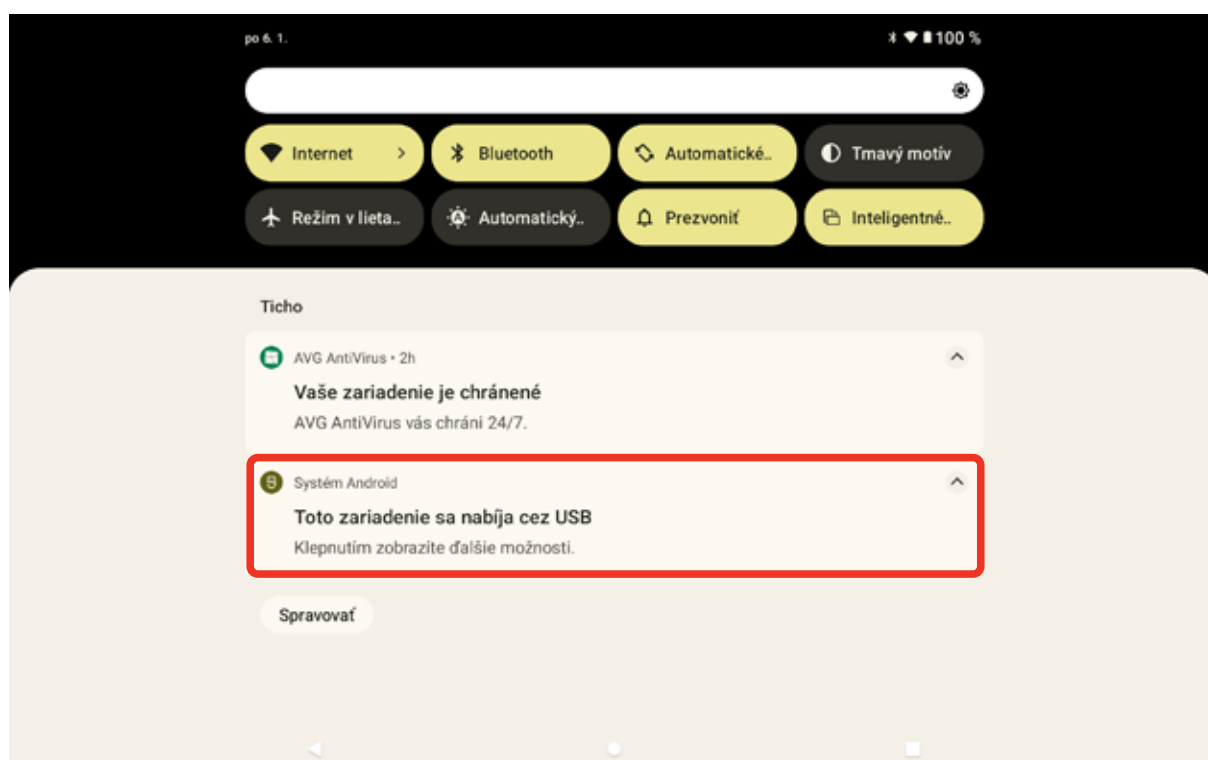 po 6. 1.
100 %
Internet
Bluetooth
Automatické..
Tmavý motív
Režim v lieta..
Automatický..
Prezvoniť
Inteligentné..
Ticho
AVG AntiVirus • 2h
Vaše zariadenie je chránené
AVG AntiVirus vás chráni 24/7.
Systém Android
Toto zariadenie sa nabíja cez USB
Klepnutím zobrazíte ďalšie možnosti.
Spravovať